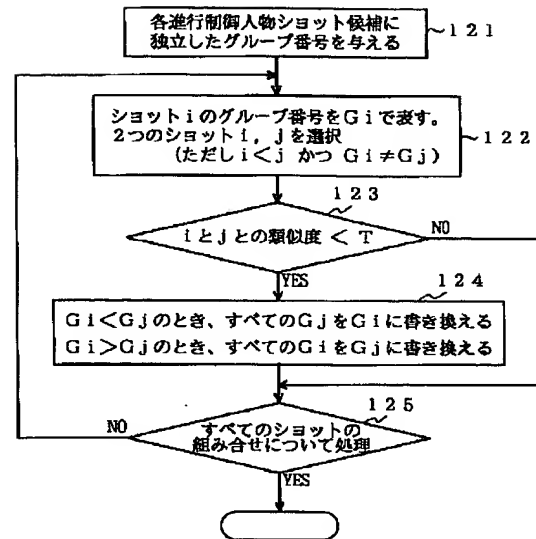 各進行制御人物ショット候補に
独立したグループ番号を与える
121
ショットiのグループ番号をGiで表す。
2つのショットi, jを選択
(ただしi<j かつ Gi≠Gj)
122
123
iとjとの類似度 < T
NO
YES
124
Gi<Gjのとき、すべてのGjをGiに書き換える
Gi>Gjのとき、すべてのGiをGjに書き換える
125
すべてのショットの
組み合せについて処理
NO
YES